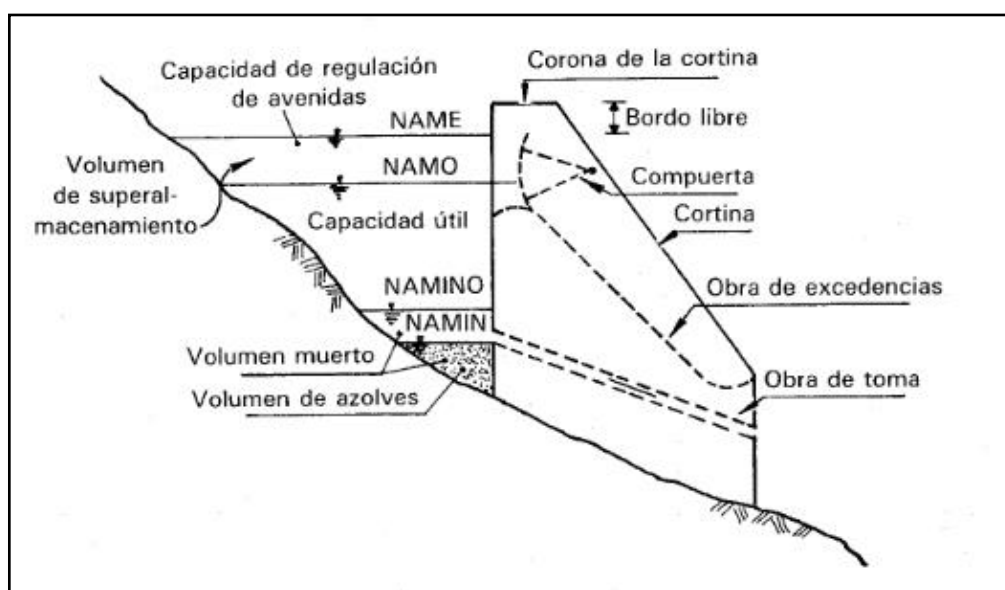 Corona de la cortina
Capacidad de regulación
de avenidas
NAME
Bordo libre
Volumen
de superal-
macenamiento
NAMO
Compuerta
Cortina
Capacidad útil
NAMINO
Obra de excedencias
NAMIN
Volumen muerto
Obra de toma
Volumen de azolves